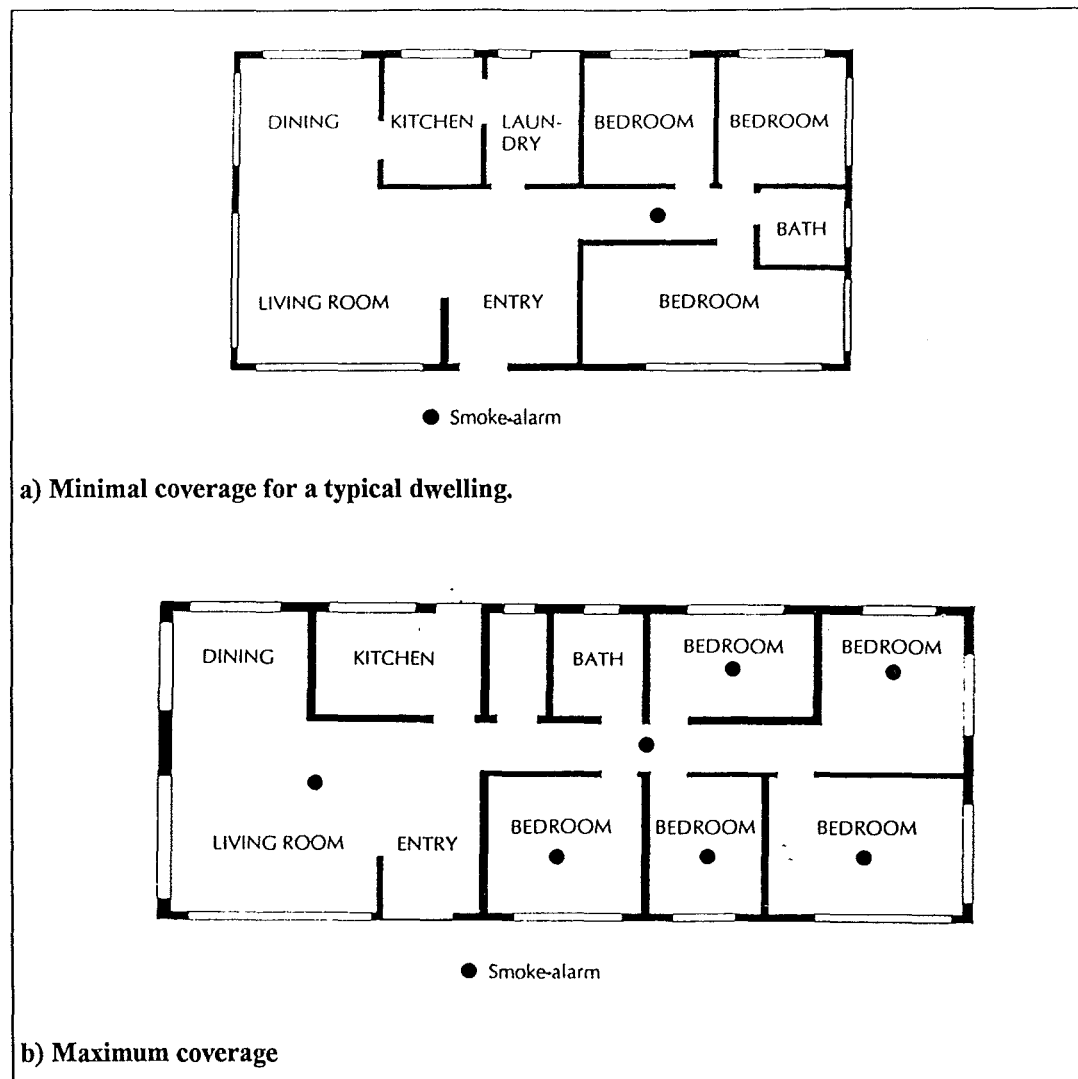 DINING
KITCHEN
LAUN-
DRY
BEDROOM
BEDROOM
BATH
LIVING ROOM
ENTRY
BEDROOM
Smoke-alarm
a) Minimal coverage for a typical dwelling.
DINING
KITCHEN
BATH
BEDROOM
BEDROOM
LIVING ROOM
ENTRY
BEDROOM
BEDROOM
BEDROOM
Smoke-alarm
b) Maximum coverage